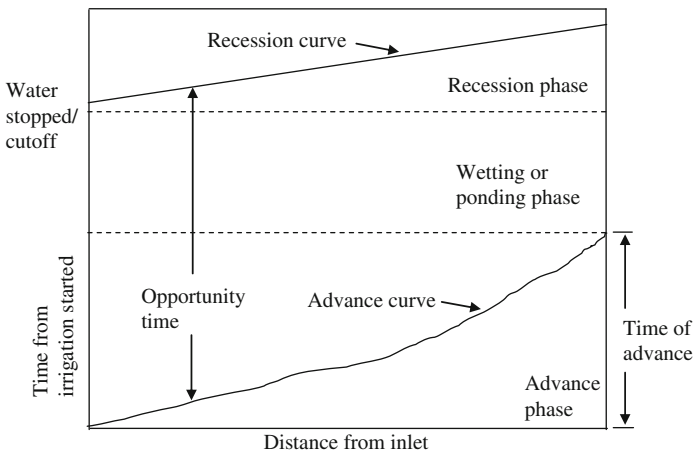 Recession curve
Recession phase
Water
stopped/
cutoff
Wetting or
ponding phase
Opportunity
time
Advance curve
Time of
advance
Advance
phase
Time from
irrigation started
Distance from inlet